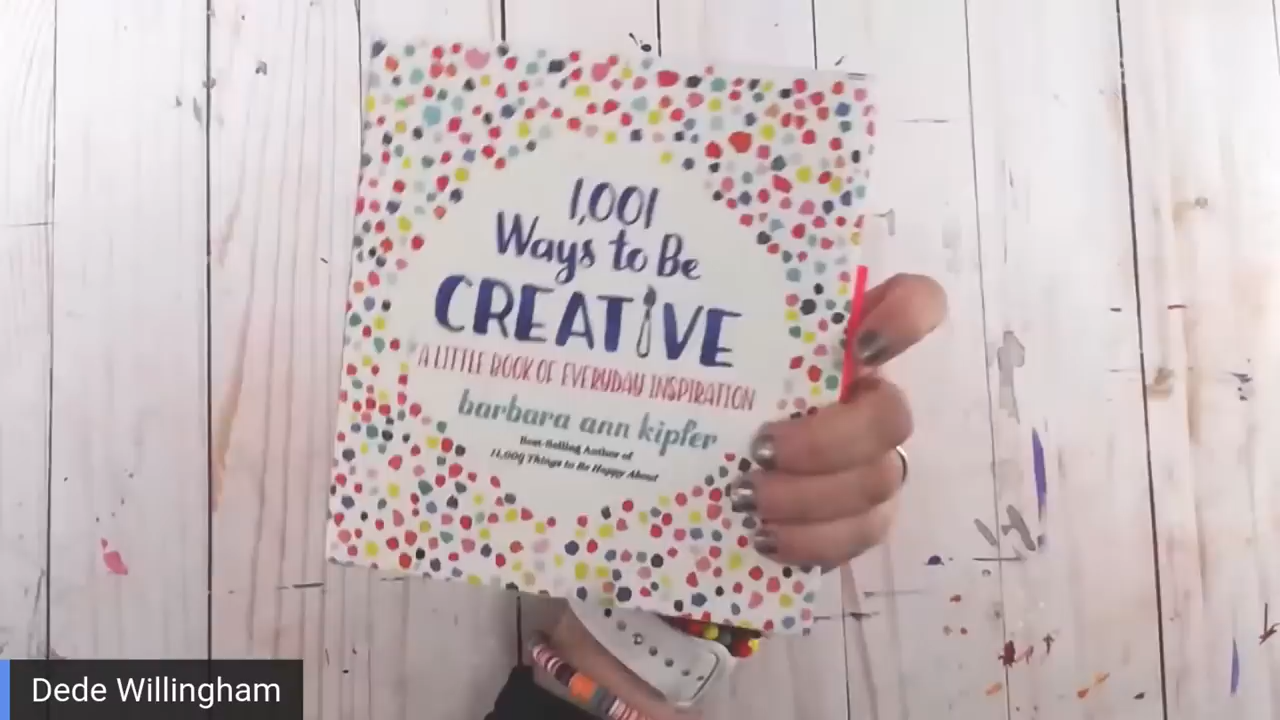 1,001
Ways to Be
CREATIVE
A LITTLE BOOK OF EVERYDAY INSPIRATION
barbara ann kipfer
Best-Selling Author of
14,000 Things to Be Happy About
Dede Willingham